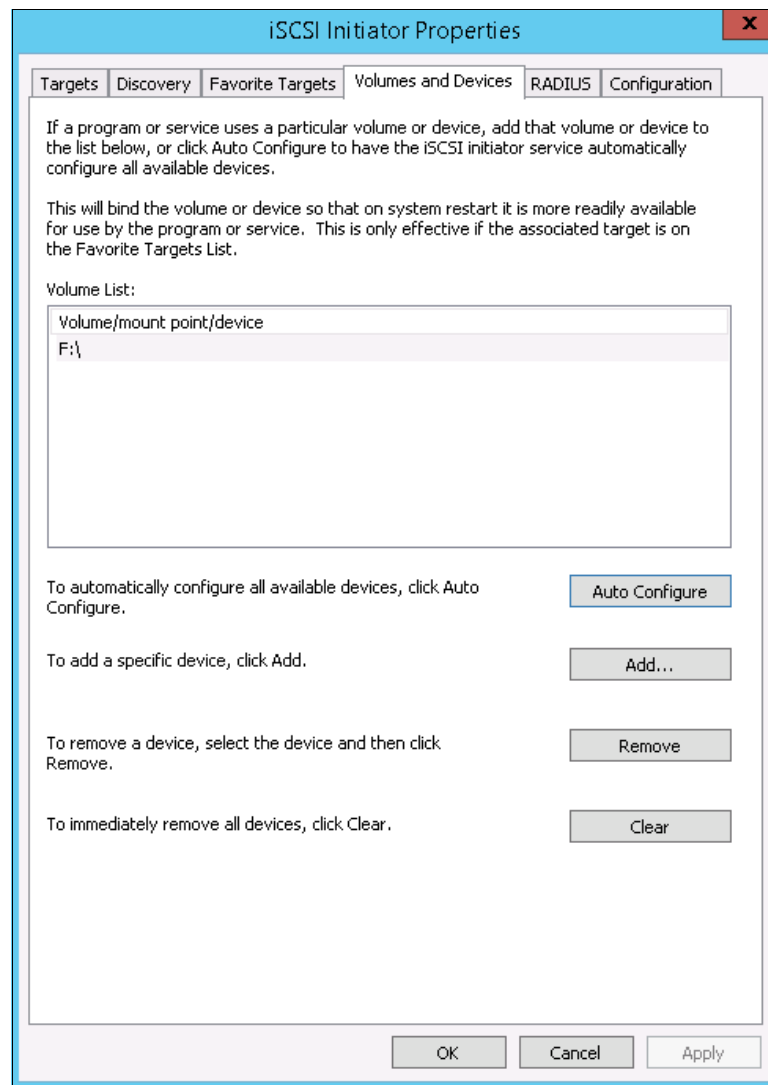 iSCSI Initiator Properties
x
Targets Discovery Favorite Targets Volumes and Devices RADIUS Configuration
If a program or service uses a particular volume or device, add that volume or device to
the list below, or click Auto Configure to have the iSCSI initiator service automatically
configure all available devices.
This will bind the volume or device so that on system restart it is more readily available
for use by the program or service.  This is only effective if the associated target is on
the Favorite Targets List.
Volume List:
Volume/mount point/device
F:\
To automatically configure all available devices, click Auto
Configure.
Auto Configure
To add a specific device, click Add.
Add...
To remove a device, select the device and then click
Remove.
Remove
To immediately remove all devices, click Clear.
Clear
OK Cancel Apply